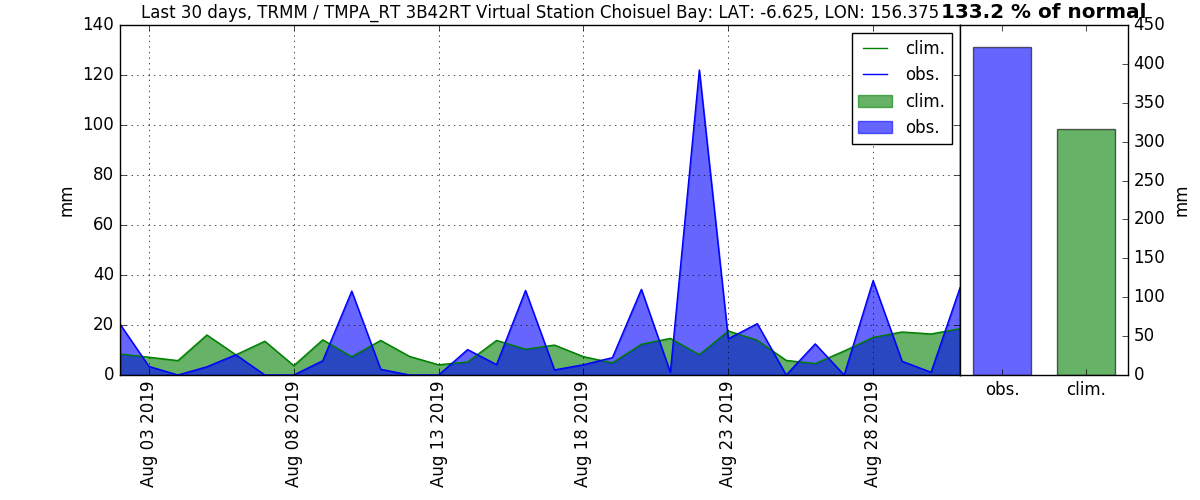 Last 30 days, TRMM / TMPA_RT 3B42RT Virtual Station Choisuel Bay: LAT: -6.625, LON: 156.375
133.2 % of normal
140
120
100
80
60
40
20
0
mm
clim.
obs.
clim.
obs.
Aug 03 2019
Aug 08 2019
Aug 13 2019
Aug 18 2019
Aug 23 2019
Aug 28 2019
450
400
350
300
250
200
150
100
50
0
mm
obs.
clim.